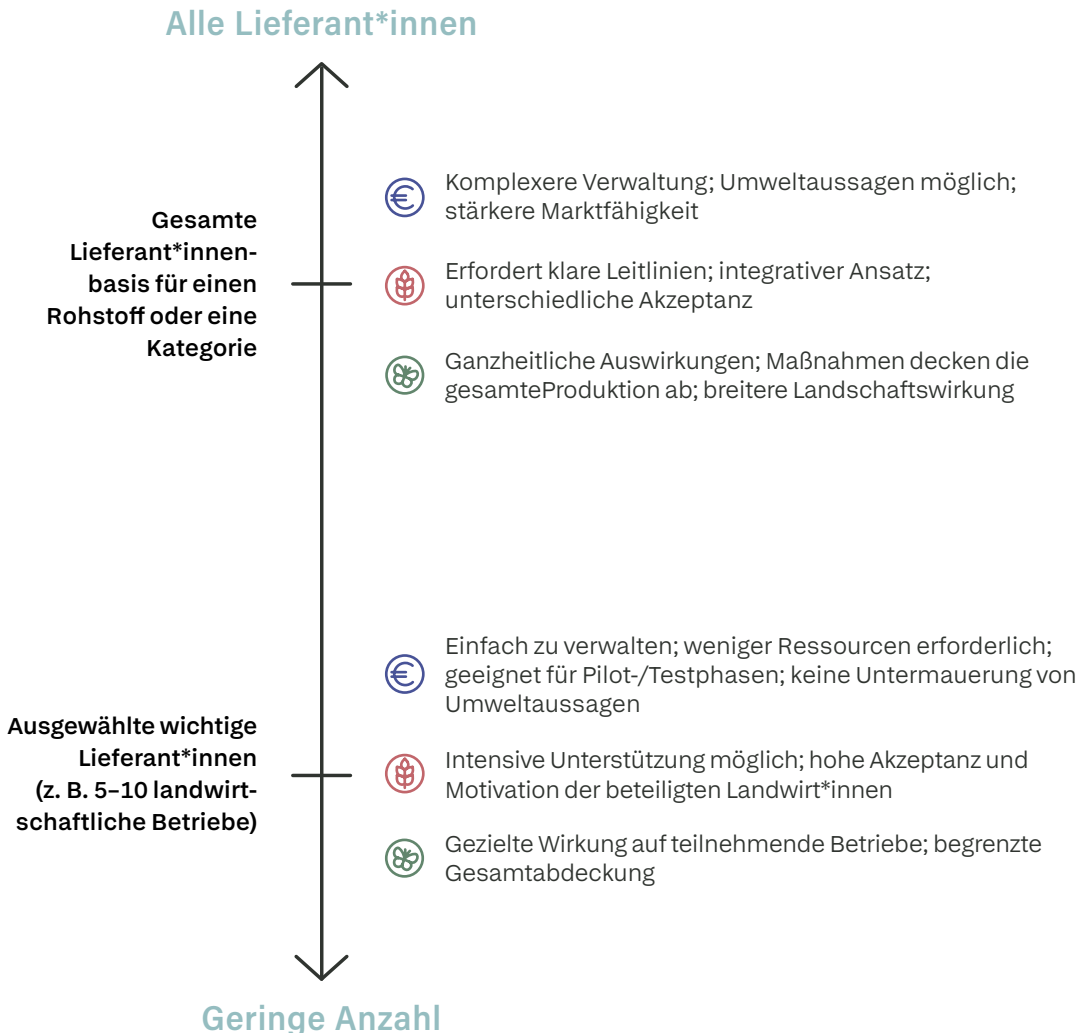 Alle Lieferant*innen
Gesamte
Lieferant*innen-
basis für einen
Rohstoff oder eine
Kategorie
Komplexere Verwaltung; Umweltaussagen möglich;
stärkere Marktfähigkeit
Erfordert klare Leitlinien; integrativer Ansatz;
unterschiedliche Akzeptanz
Ganzheitliche Auswirkungen; Maßnahmen decken die
gesamteProduktion ab; breitere Landschaftswirkung
Ausgewählte wichtige
Lieferant*innen
(z. B. 5–10 landwirt-
schaftliche Betriebe)
Einfach zu verwalten; weniger Ressourcen erforderlich;
geeignet für Pilot-/Testphasen; keine Untermauerung von
Umweltaussagen
Intensive Unterstützung möglich; hohe Akzeptanz und
Motivation der beteiligten Landwirt*innen
Gezielte Wirkung auf teilnehmende Betriebe; begrenzte
Gesamtabdeckung
Geringe Anzahl